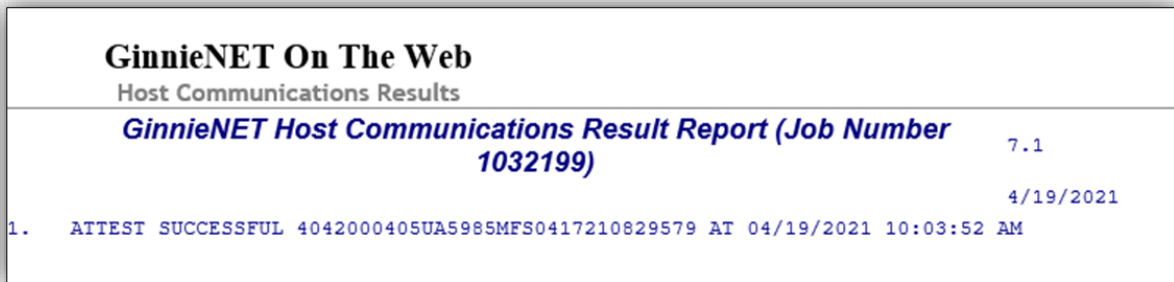 GinnieNET On The Web
Host Communications Results
GinnieNET Host Communications Result Report (Job Number
1032199)
7.1
4/19/2021
1. ATTEST SUCCESSFUL 4042000405UA5985MFS0417210829579 AT 04/19/2021 10:03:52 AM